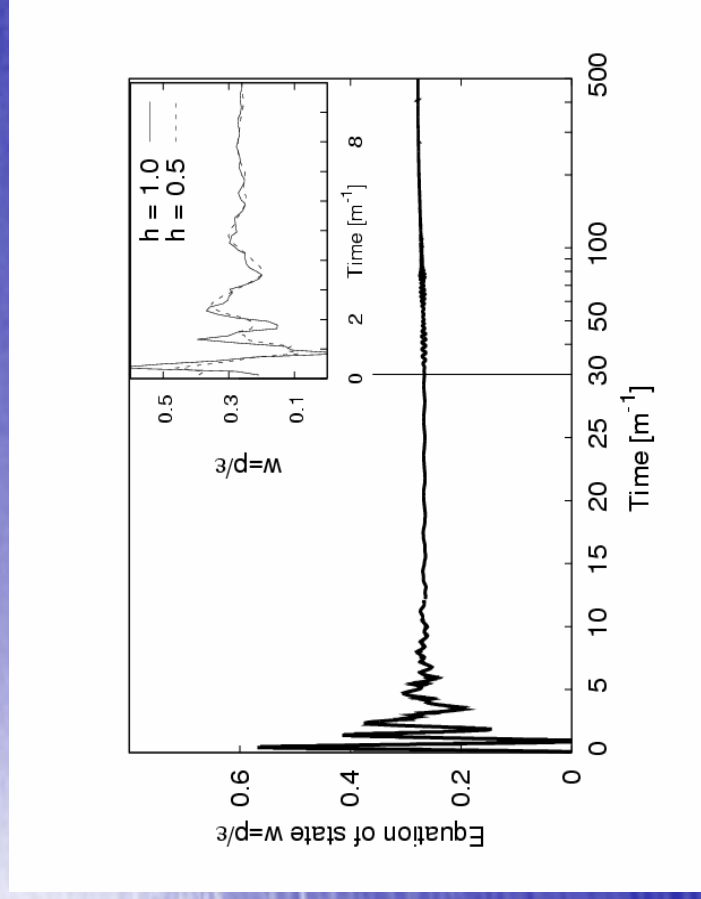 h = 1.0
h = 0.5
0.5
0.3
0.1
w=p/ε
0 2 8
Time [m⁻¹]
0.6
0.4
0.2
0
Equation of state w=p/ε
0 5 10 15 20 25 30 50 100 500
Time [m⁻¹]